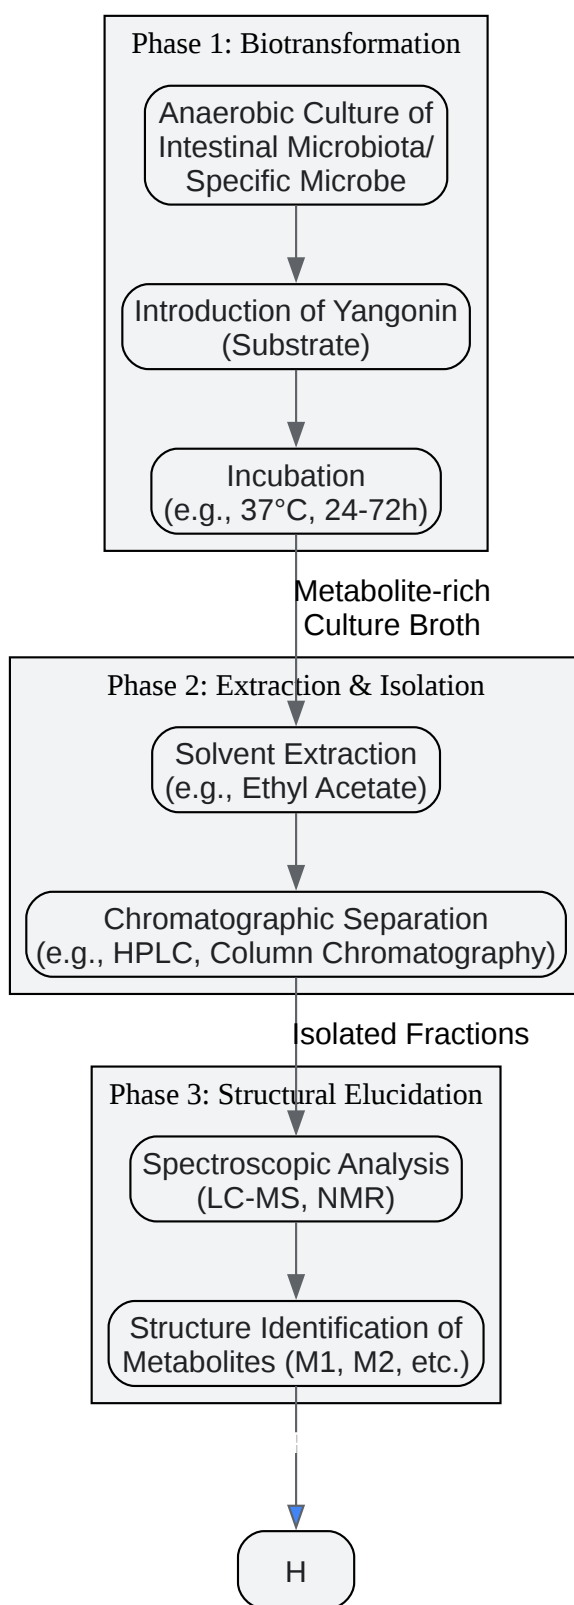 Phase 1: Biotransformation
Anaerobic Culture of
Intestinal Microbiota/
Specific Microbe
Introduction of Yangonin
(Substrate)
Incubation
(e.g., 37°C, 24-72h)
Metabolite-rich
Culture Broth
Phase 2: Extraction & Isolation
Solvent Extraction
(e.g., Ethyl Acetate)
Chromatographic Separation
(e.g., HPLC, Column Chromatography)
Isolated Fractions
Phase 3: Structural Elucidation
Spectroscopic Analysis
(LC-MS, NMR)
Structure Identification of
Metabolites (M1, M2, etc.)
H